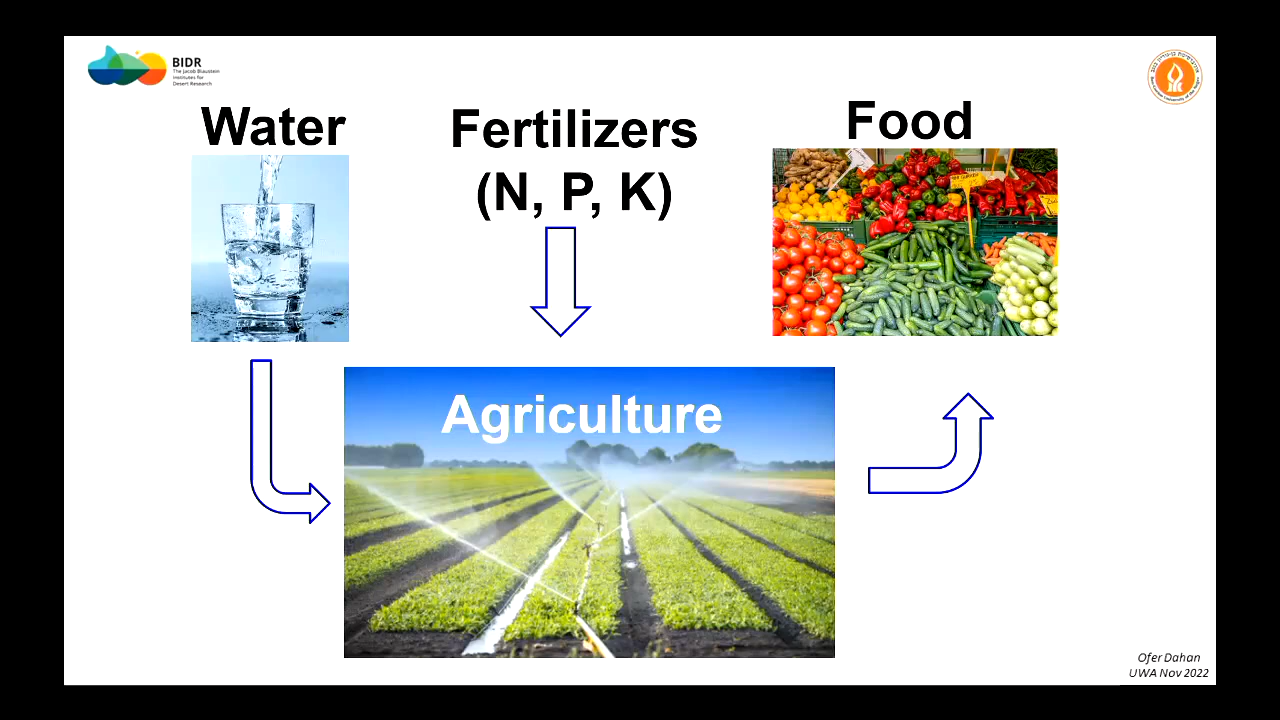 BIDR
The Jacob Blaustein
Institutes for
Desert Research
Water
Fertilizers
(N, P, K)
Food
Agriculture
Ofer Dahan
UWA Nov 2022